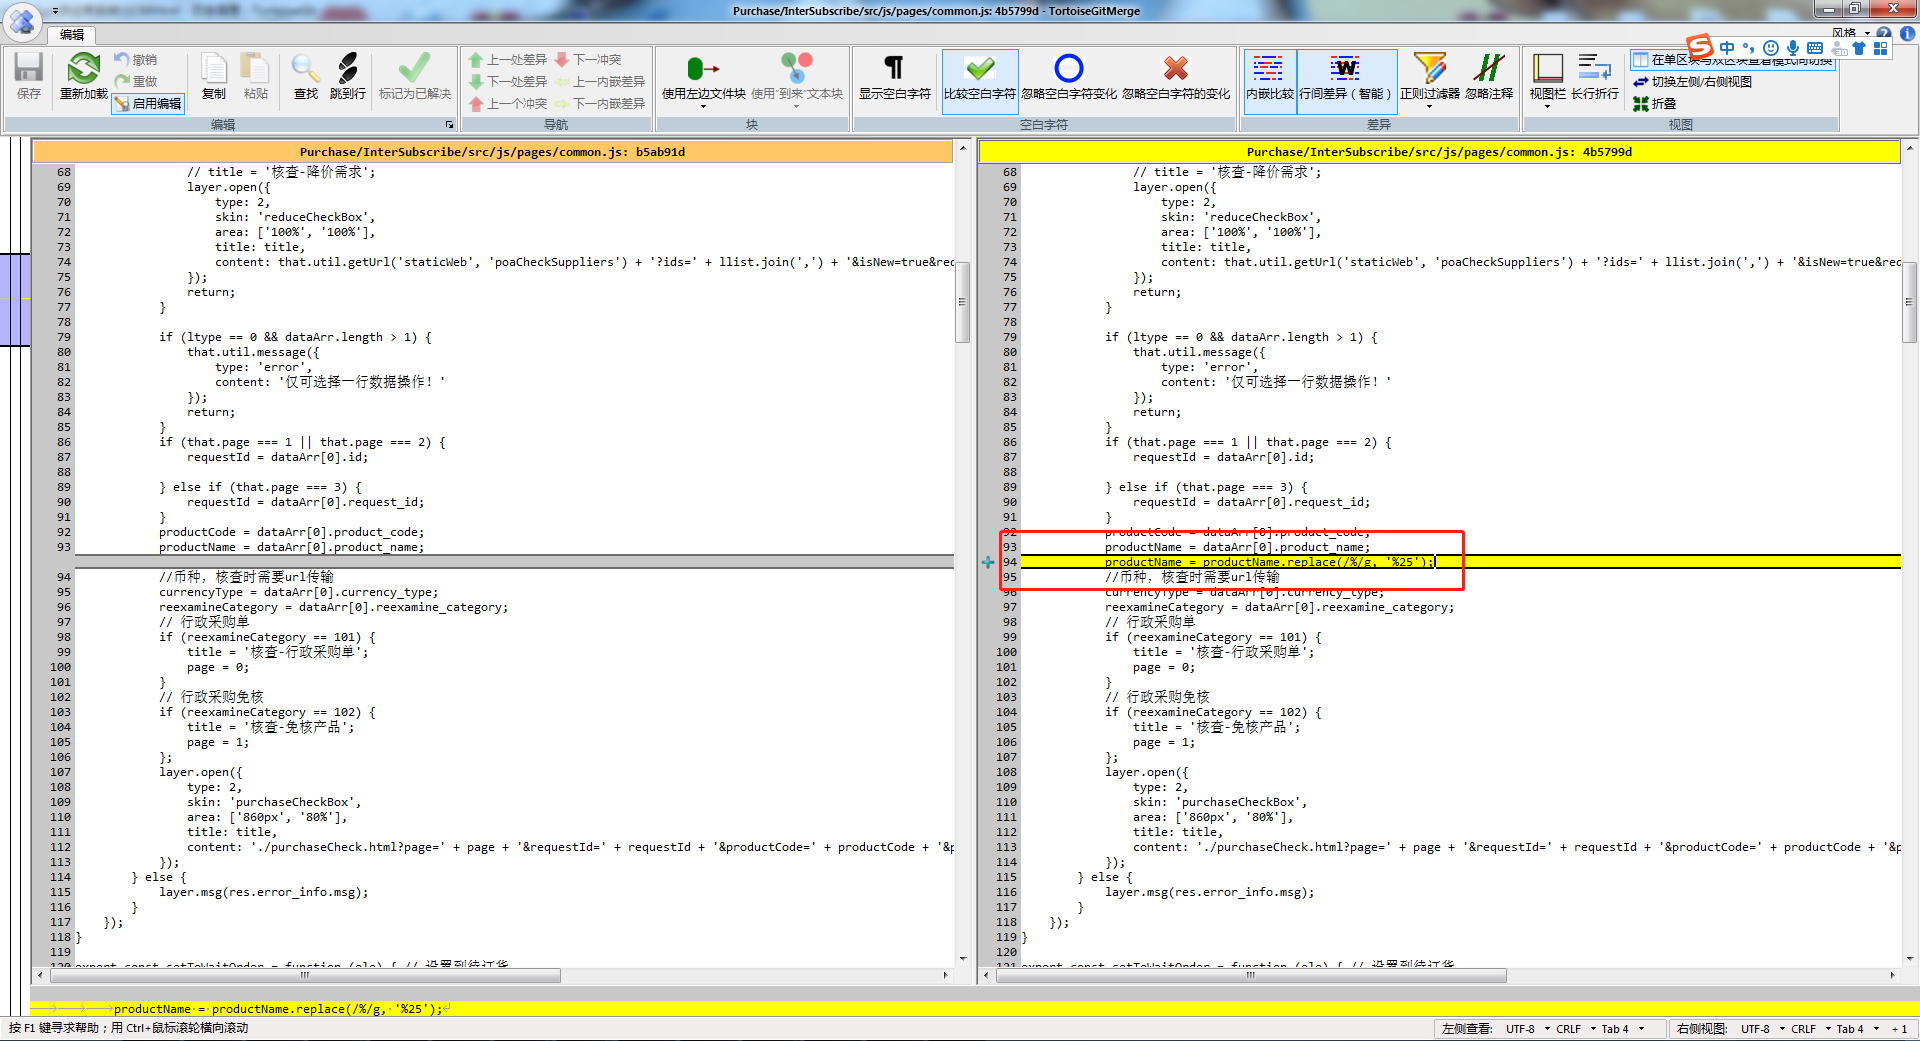 Purchase/InterSubscribe/src/js/pages/common.js: 4b5799d - TortoiseGitMerge
编辑
风格
中
保存
重新加载
撤销
重做
启用编辑
复制
粘贴
查找
跳到行
标记为已解决
编辑
上一处差异
下一处差异
上一个冲突
下一冲突
上一内嵌差异
下一内嵌差异
导航
使用左边文件块
使用"到来"文本块
块
显示空白字符
比较空白字符
忽略空白字符变化
忽略空白字符的变化
空白字符
内嵌比较
行间差异（智能）
正则过滤器
忽略注释
差异
视图栏
长行折行
在单区块与双区块查看模式间切换
切换左侧/右侧视图
折叠
视图
Purchase/InterSubscribe/src/js/pages/common.js: b5ab91d
68 // title = '核查-降价需求';
69 layer.open({
70 type: 2,
71 skin: 'reduceCheckBox',
72 area: ['100%', '100%'],
73 title: title,
74 content: that.util.getUrl('staticWeb', 'poaCheckSuppliers') + '?ids=' + llist.join(',') + '&isNew=true&rec
75 });
76 return;
77 }
78
79 if (ltype == 0 && dataArr.length > 1) {
80 that.util.message({
81 type: 'error',
82 content: '仅可选择一行数据操作！'
83 });
84 return;
85 }
86 if (that.page === 1 || that.page === 2) {
87 requestId = dataArr[0].id;
88
89 } else if (that.page === 3) {
90 requestId = dataArr[0].request_id;
91 }
92 productCode = dataArr[0].product_code;
93 productName = dataArr[0].product_name;
94 //币种，核查时需要url传输
95 currencyType = dataArr[0].currency_type;
96 reexamineCategory = dataArr[0].reexamine_category;
97 // 行政采购单
98 if (reexamineCategory == 101) {
99 title = '核查-行政采购单';
100 page = 0;
101 }
102 // 行政采购免核
103 if (reexamineCategory == 102) {
104 title = '核查-免核产品';
105 page = 1;
106 };
107 layer.open({
108 type: 2,
109 skin: 'purchaseCheckBox',
110 area: ['860px', '80%'],
111 title: title,
112 content: './purchaseCheck.html?page=' + page + '&requestId=' + requestId + '&productCode=' + productCode + '&p
113 });
114 } else {
115 layer.msg(res.error_info.msg);
116 }
117 });
118 }
119
120 export const setToWaitOrder = function (ele) { // 设置到待订货
Purchase/InterSubscribe/src/js/pages/common.js: 4b5799d
68 // title = '核查-降价需求';
69 layer.open({
70 type: 2,
71 skin: 'reduceCheckBox',
72 area: ['100%', '100%'],
73 title: title,
74 content: that.util.getUrl('staticWeb', 'poaCheckSuppliers') + '?ids=' + llist.join(',') + '&isNew=true&red
75 });
76 return;
77 }
78
79 if (ltype == 0 && dataArr.length > 1) {
80 that.util.message({
81 type: 'error',
82 content: '仅可选择一行数据操作！'
83 });
84 return;
85 }
86 if (that.page === 1 || that.page === 2) {
87 requestId = dataArr[0].id;
88
89 } else if (that.page === 3) {
90 requestId = dataArr[0].request_id;
91 }
92 productCode = dataArr[0].product_code;
93 productName = dataArr[0].product_name;
94 productName = productName.replace(/%/g, '%25');
95 //币种，核查时需要url传输
96 currencyType = dataArr[0].currency_type;
97 reexamineCategory = dataArr[0].reexamine_category;
98 // 行政采购单
99 if (reexamineCategory == 101) {
100 title = '核查-行政采购单';
101 page = 0;
102 }
103 // 行政采购免核
104 if (reexamineCategory == 102) {
105 title = '核查-免核产品';
106 page = 1;
107 };
108 layer.open({
109 type: 2,
110 skin: 'purchaseCheckBox',
111 area: ['860px', '80%'],
112 title: title,
113 content: './purchaseCheck.html?page=' + page + '&requestId=' + requestId + '&productCode=' + productCode + '&p
114 });
115 } else {
116 layer.msg(res.error_info.msg);
117 }
118 });
119 }
120
121 export const setToWaitOrder = function (ele) { // 设置到待订货
productName = productName.replace(/%/g, '%25');
按 F1 键寻求帮助；用 Ctrl+鼠标滚轮横向滚动
左侧查看: UTF-8 CRLF Tab 4
右侧视图: UTF-8 CRLF Tab 4 + 1